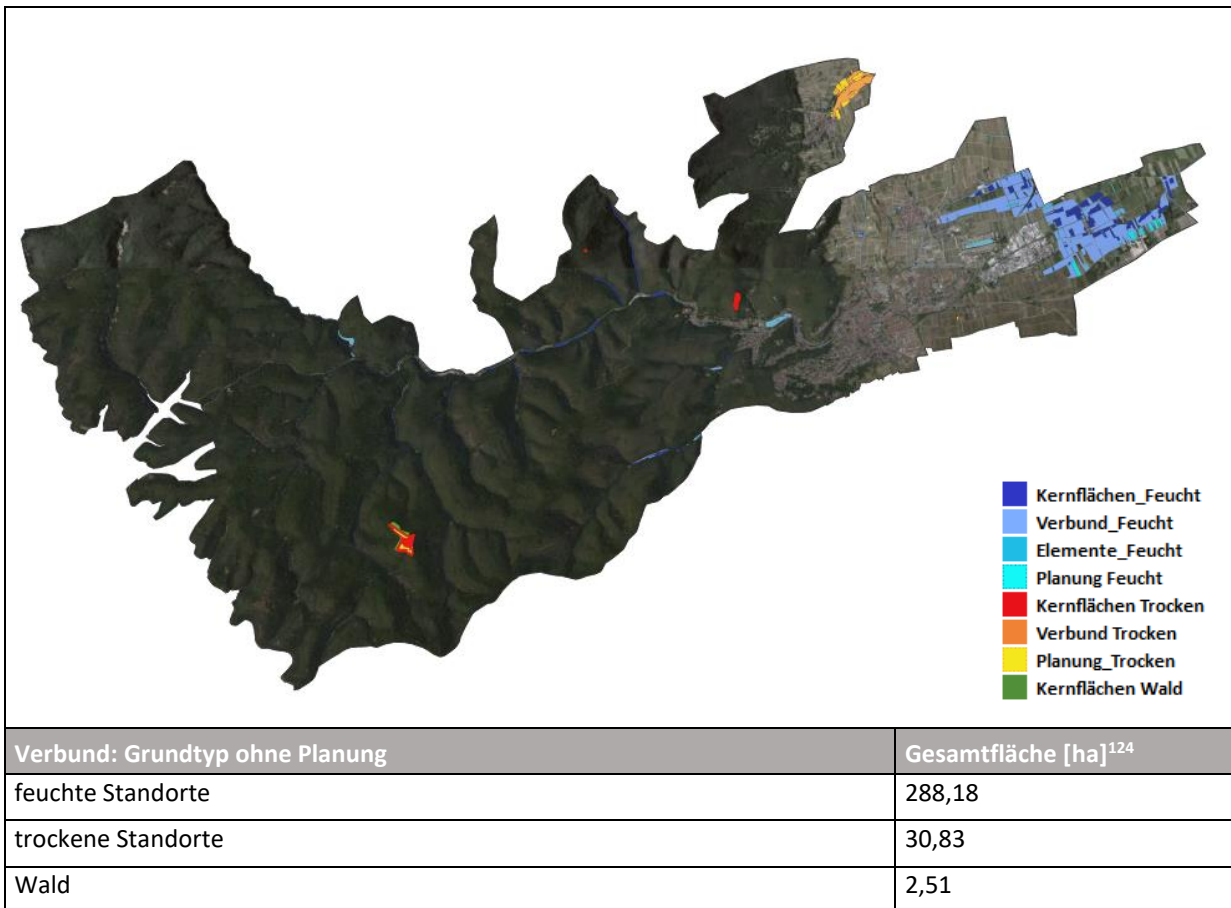 Kernflächen_Feucht
Verbund_Feucht
Elemente_Feucht
Planung Feucht
Kernflächen Trocken
Verbund Trocken
Planung_Trocken
Kernflächen Wald
Verbund: Grundtyp ohne Planung Gesamtfläche [ha]¹²⁴
feuchte Standorte 288,18
trockene Standorte 30,83
Wald 2,51